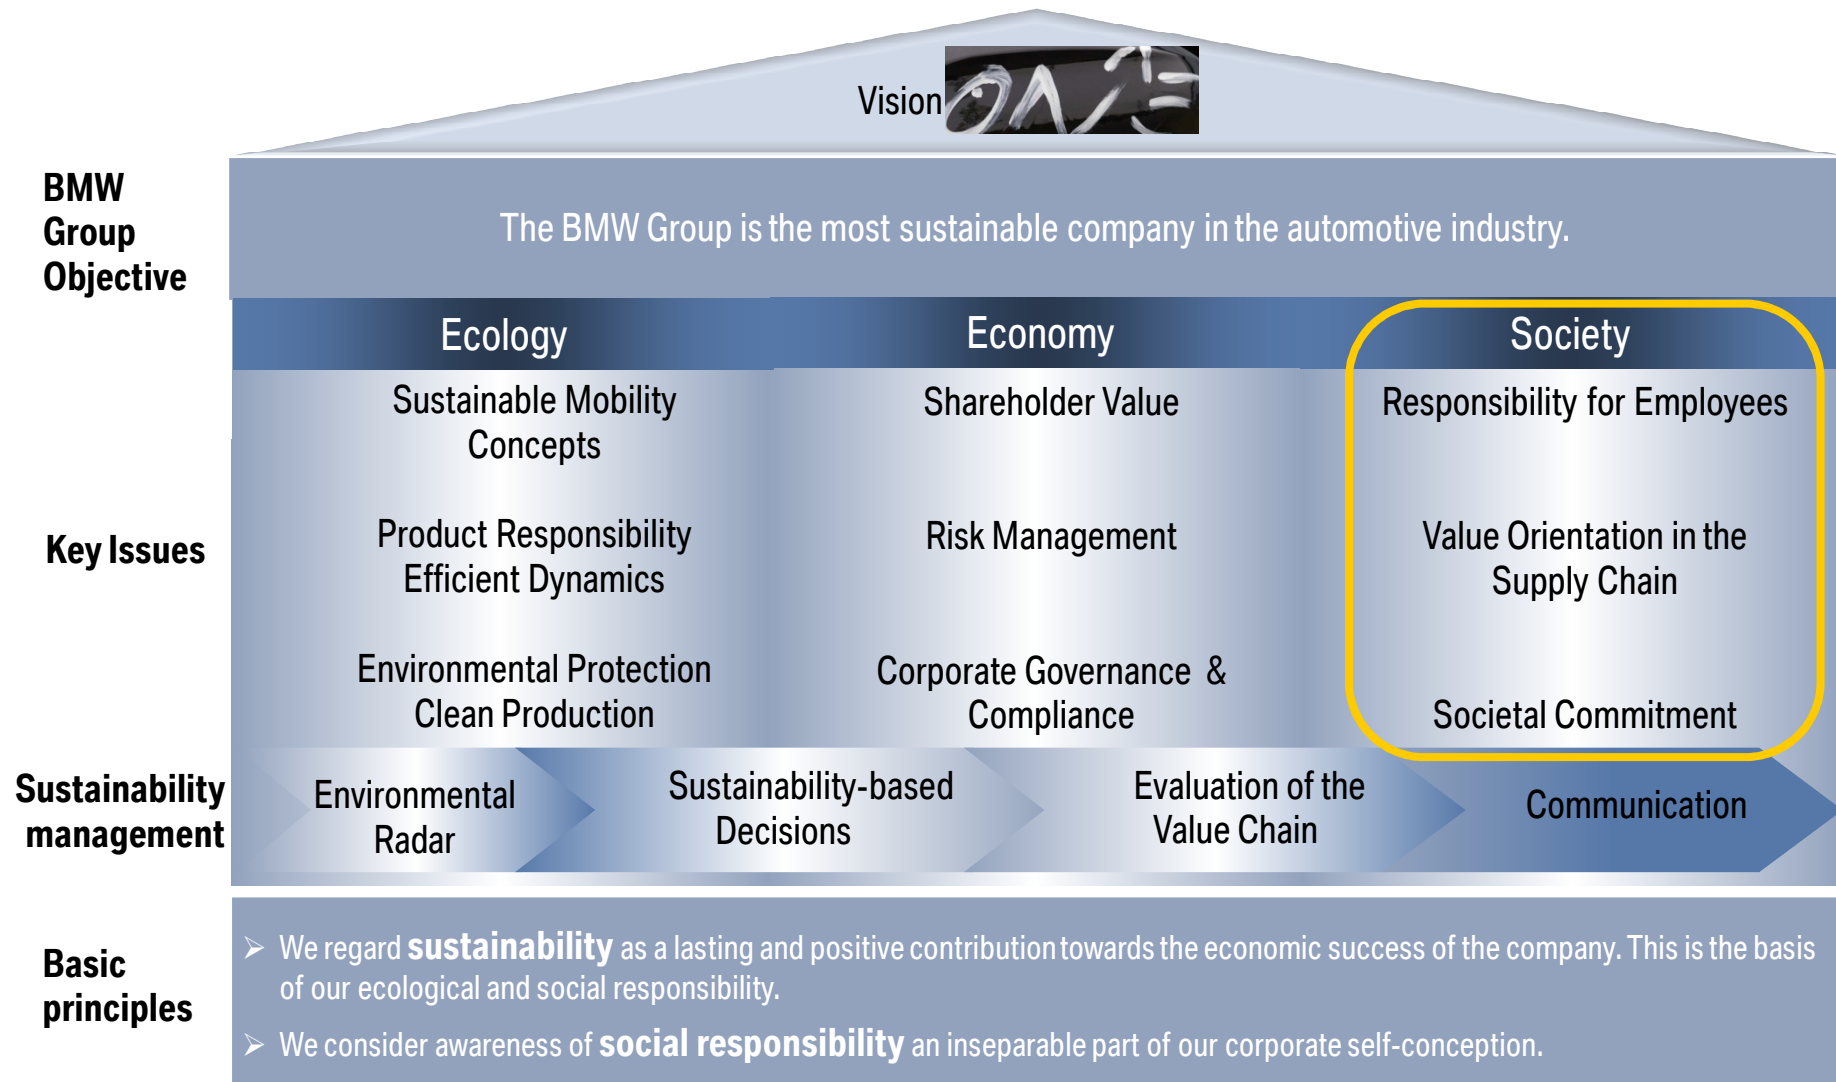 Vision
BMW
Group
Objective
The BMW Group is the most sustainable company in the automotive industry.
Ecology
Economy
Society
Key Issues
Sustainable Mobility
Concepts
Product Responsibility
Efficient Dynamics
Environmental Protection
Clean Production
Shareholder Value
Risk Management
Corporate Governance &
Compliance
Responsibility for Employees
Value Orientation in the
Supply Chain
Societal Commitment
Sustainability
management
Environmental
Radar
Sustainability-based
Decisions
Evaluation of the
Value Chain
Communication
Basic
principles
➢ We regard sustainability as a lasting and positive contribution towards the economic success of the company. This is the basis
of our ecological and social responsibility.
➢ We consider awareness of social responsibility an inseparable part of our corporate self-conception.